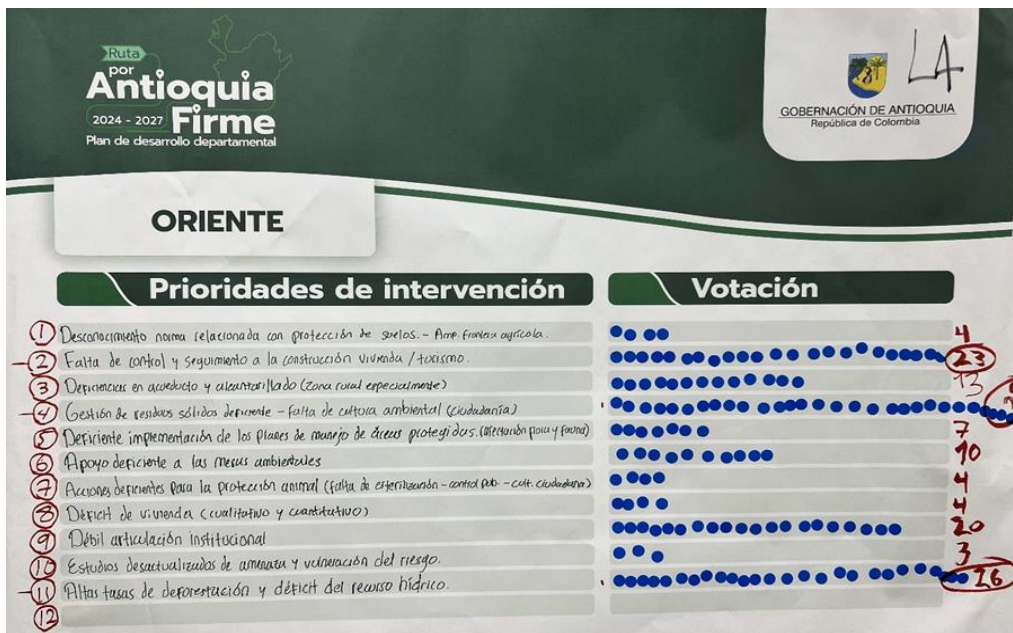 Ruta
por
Antioquia
2024 - 2027 Firme
Plan de desarrollo departamental
LA
GOBERNACIÓN DE ANTIOQUIA
República de Colombia
ORIENTE
Prioridades de intervención Votación
1 Desconocimiento norma relacionada con protección de suelos. - Amp. frontera agrícola. 4
- 2 Falta de control y seguimiento a la construcción vivienda / turismo. 23
3 Deficiencias en acueducto y alcantarillado (zona rural especialmente) 13
- 4 Gestión de residuos sólidos deficiente - Falta de cultura ambiental (ciudadanía)
5 Deficiente implementación de los Planes de manejo de áreas protegidas. (Afectación flora y fauna) 7
6 Apoyo deficiente a las mesas ambientales 10
7 Acciones deficientes para la protección animal (falta de esterilización - control pob. - cult. ciudadana) 4
8 Déficit de vivienda (cualitativo y cuantitativo) 4
9 Débil articulación institucional 20
10 Estudios desactualizados de amenaza y vulneración del riesgo. 3
- 11 Altas tasas de deforestación y déficit del recurso hídrico. 26
12